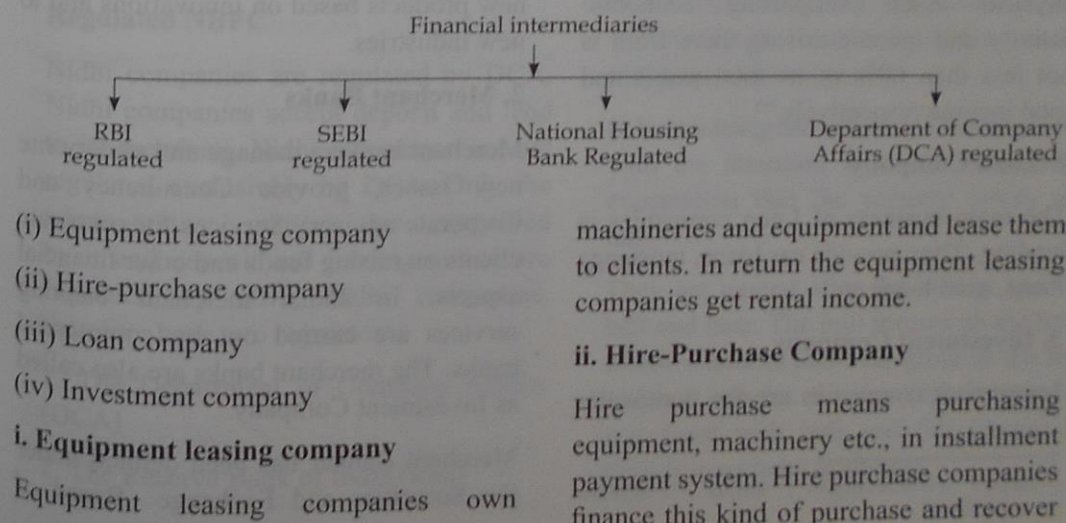 Financial intermediaries
RBI
regulated
SEBI
regulated
National Housing
Bank Regulated
Department of Company
Affairs (DCA) regulated
(i) Equipment leasing company
(ii) Hire-purchase company
(iii) Loan company
(iv) Investment company
i. Equipment leasing company
Equipment leasing companies own
machineries and equipment and lease them
to clients. In return the equipment leasing
companies get rental income.
ii. Hire-Purchase Company
Hire purchase means purchasing
equipment, machinery etc., in installment
payment system. Hire purchase companies
finance this kind of purchase and recover